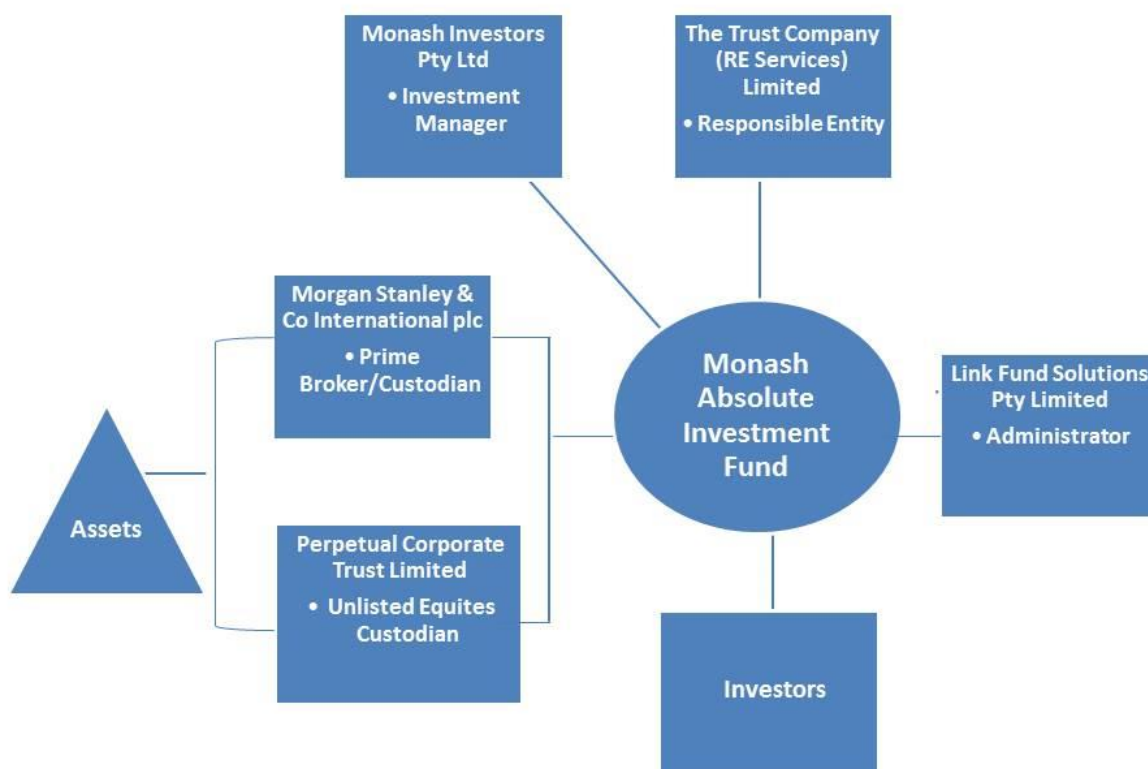 Monash Investors
Pty Ltd
• Investment
Manager
The Trust Company
(RE Services)
Limited
• Responsible Entity
Morgan Stanley &
Co International plc
• Prime
Broker/Custodian
Monash
Absolute
Investment
Fund
Link Fund Solutions
Pty Limited
• Administrator
Assets
Perpetual Corporate
Trust Limited
• Unlisted Equites
Custodian
Investors